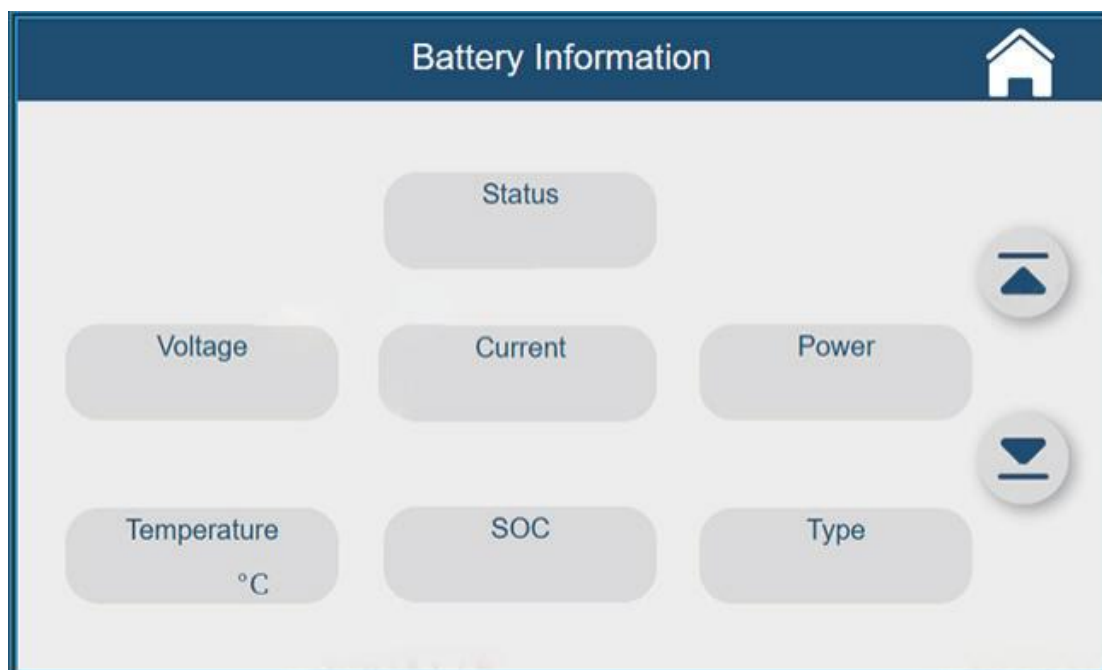 Battery Information
Status
Voltage
Current
Power
Temperature
°C
SOC
Type